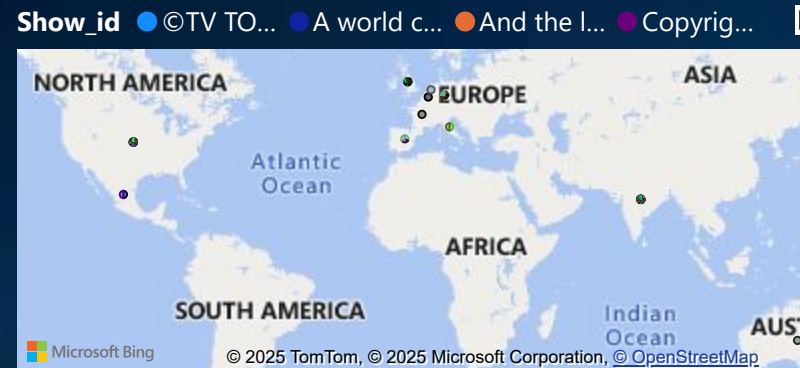 Show_id ©TV TO... A world c... And the l... Copyrig...
NORTH AMERICA
ASIA
EUROPE
Atlantic
Ocean
AFRICA
SOUTH AMERICA
Indian
Ocean
AUS
Microsoft Bing
© 2025 TomTom, © 2025 Microsoft Corporation, © OpenStreetMap